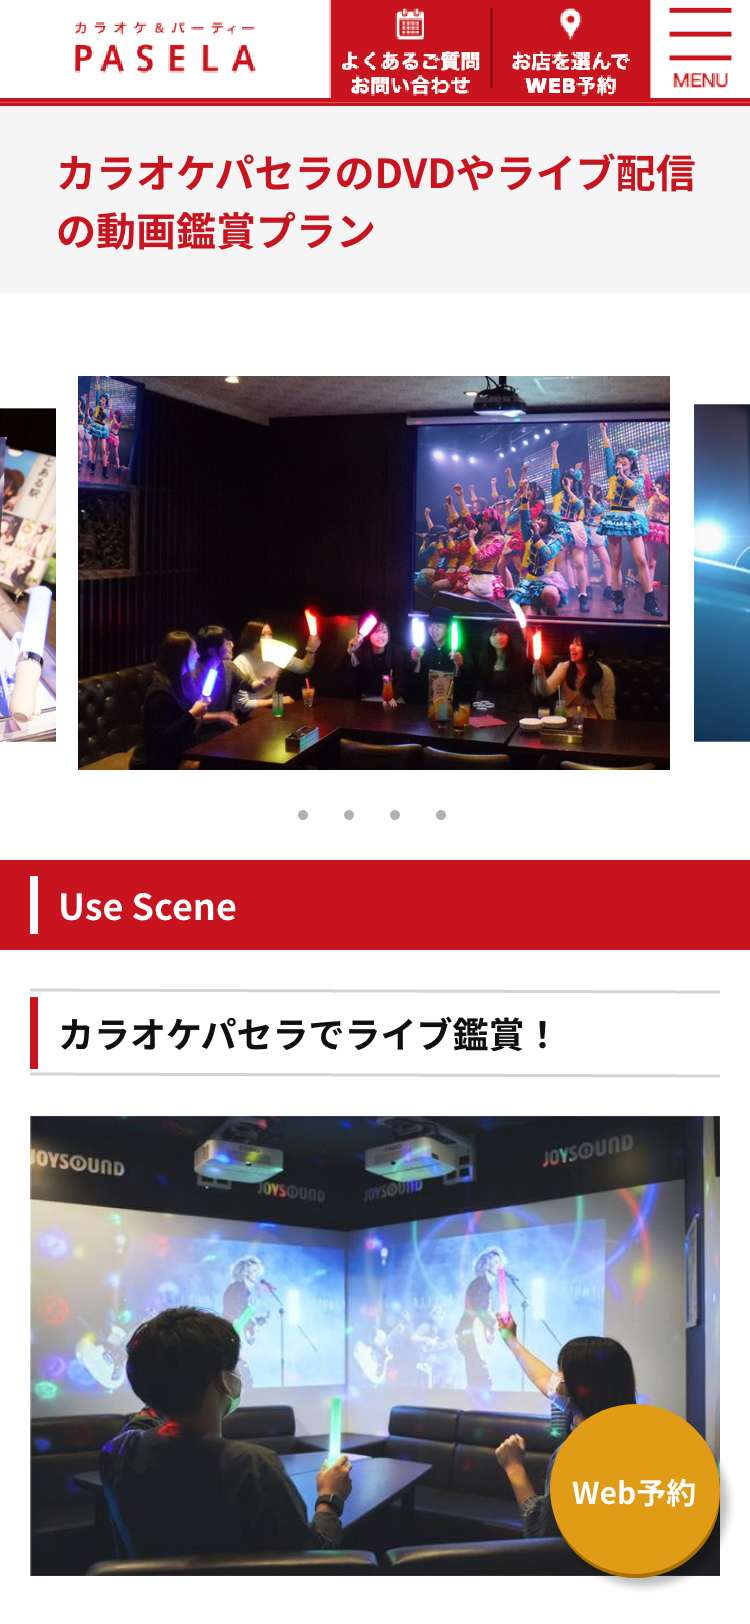 カラオケ&パーティー
PASELA
よくあるご質問
お問い合わせ
お店を選んで
WEB予約
MENU
カラオケパセラのDVDやライブ配信
の動画鑑賞プラン
とある駅
Use Scene
カラオケパセラでライブ鑑賞！
JOYSOUND
JOYSOUND
JOYSOUND
JOYSOUND
Web予約